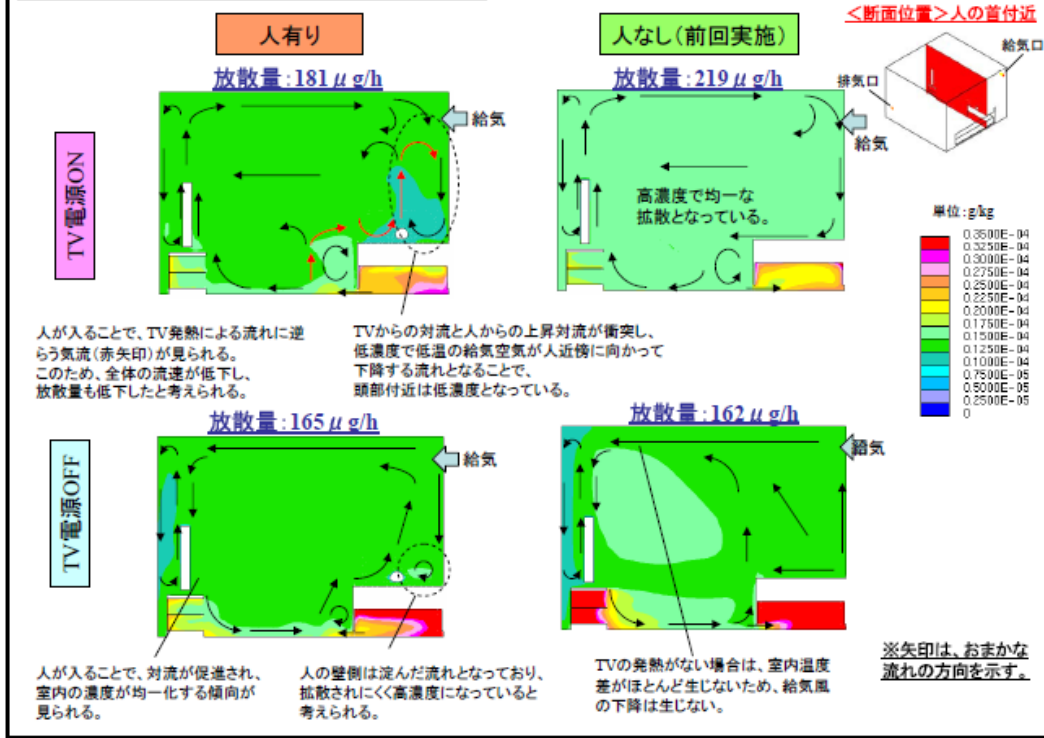 人有り
人なし(前回実施)
<断面位置>人の首付近
給気口
排気口
放散量:181μg/h
放散量:219μg/h
TV電源ON
給気
給気
高濃度で均一な
拡散となっている。
単位:g/kg
0.3500E-04
0.3250E-04
0.3000E-04
0.2750E-04
0.2500E-04
0.2250E-04
0.2000E-04
0.1750E-04
0.1500E-04
0.1250E-04
0.1000E-04
0.7500E-05
0.5000E-05
0.2500E-05
0
人が入ることで、TV発熱による流れに逆
らう気流(赤矢印)が見られる。
このため、全体の流速が低下し、
放散量も低下したと考えられる。
TVからの対流と人からの上昇対流が衝突し、
低濃度で低温の給気空気が人近傍に向かって
下降する流れとなることで、
頭部付近は低濃度となっている。
放散量:165μg/h
放散量:162μg/h
TV電源OFF
給気
給気
人が入ることで、対流が促進され、
室内の濃度が均一化する傾向が
見られる。
人の壁側は淀んだ流れとなっており、
拡散されにくく高濃度になっていると
考えられる。
TVの発熱がない場合は、室内温度
差がほとんど生じないため、給気風
の下降は生じない。
※矢印は、おまかな
流れの方向を示す。